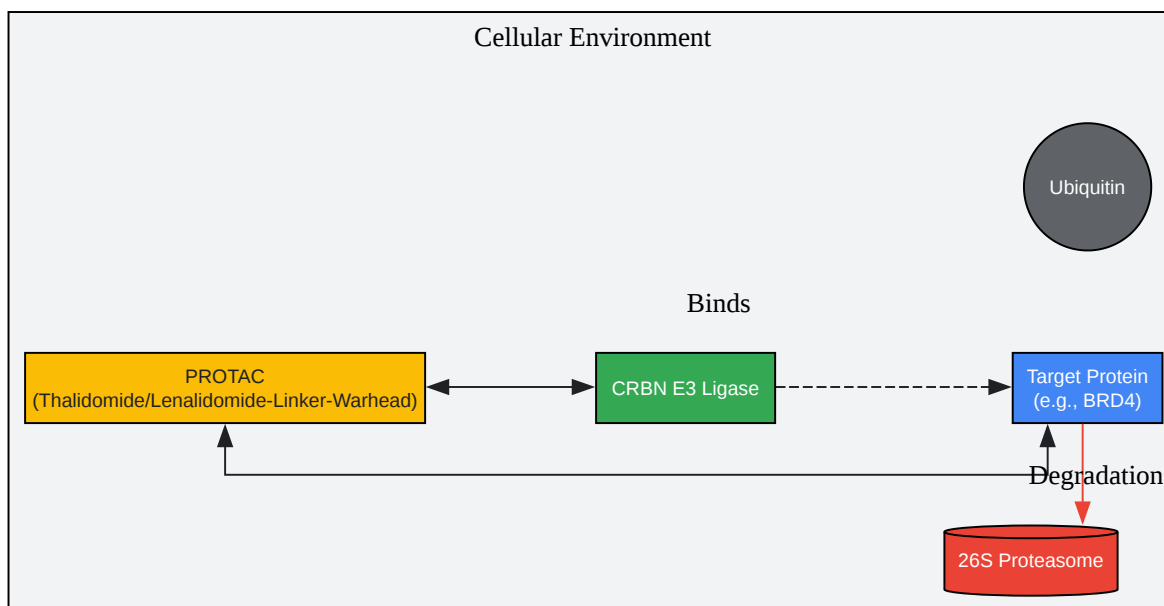 Cellular Environment
Ubiquitin
Binds
PROTAC
(Thalidomide/Lenalidomide-Linker-Warhead)
CRBN E3 Ligase
Target Protein
(e.g., BRD4)
Degradation
26S Proteasome